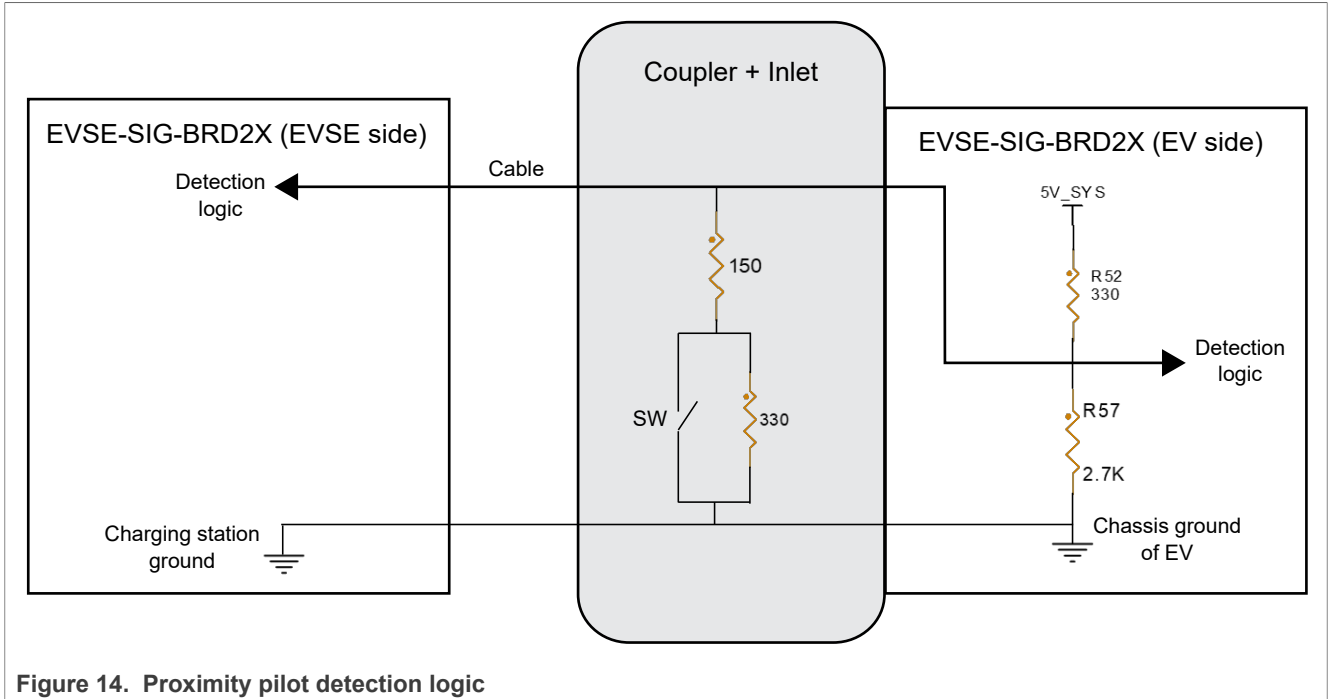 Coupler + Inlet
EVSE-SIG-BRD2X (EVSE side)
EVSE-SIG-BRD2X (EV side)
Detection
logic
Cable
5V_SYS
150
R52
330
Detection
logic
SW
330
R57
2.7K
Charging station
ground
Chassis ground
of EV
Figure 14. Proximity pilot detection logic